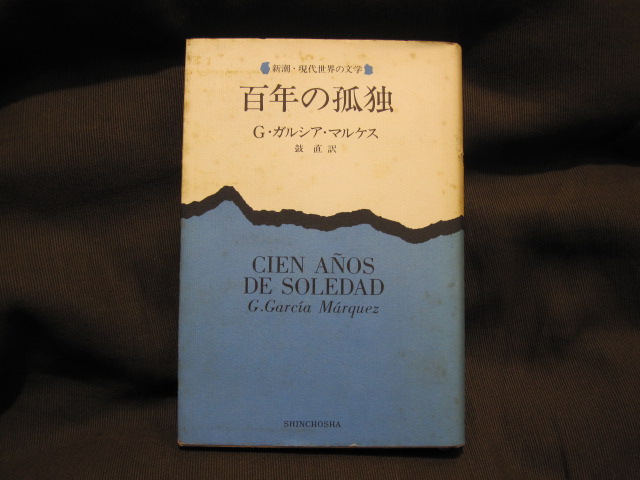 新潮・現代世界の文学
百年の孤独
G・ガルシア・マルケス
鼓 直 訳
CIEN AÑOS
DE SOLEDAD
G.García Márquez
SHINCHOSHA